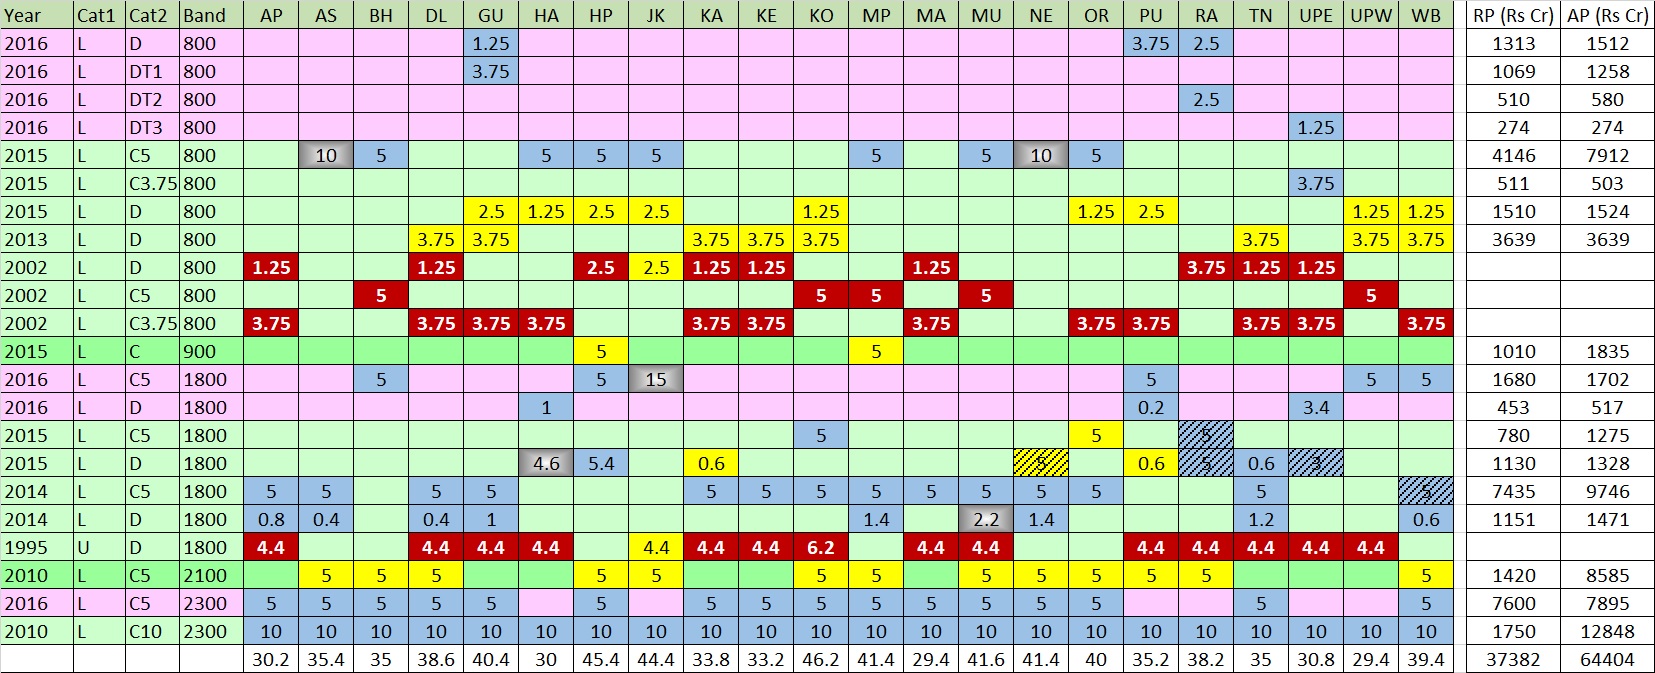 Year Cat1 Cat2 Band AP AS BH DL GU HA HP JK KA KE KO MP MA MU NE OR PU RA TN UPE UPW WB RP (Rs Cr) AP (Rs Cr)
2016 L D 800 1.25 3.75 2.5 1313 1512
2016 L DT1 800 3.75 1069 1258
2016 L DT2 800 2.5 510 580
2016 L DT3 800 1.25 274 274
2015 L C5 800 10 5 5 5 5 5 5 10 5 4146 7912
2015 L C3.75 800 3.75 511 503
2015 L D 800 2.5 1.25 2.5 2.5 1.25 1.25 2.5 1.25 1.25 1510 1524
2013 L D 800 3.75 3.75 3.75 3.75 3.75 3.75 3.75 3.75 3639 3639
2002 L D 800 1.25 1.25 2.5 2.5 1.25 1.25 1.25 3.75 1.25 1.25
2002 L C5 800 5 5 5 5 5
2002 L C3.75 800 3.75 3.75 3.75 3.75 3.75 3.75 3.75 3.75 3.75 3.75 3.75 3.75
2015 L C 900 5 5 1010 1835
2016 L C5 1800 5 5 15 5 5 5 1680 1702
2016 L D 1800 1 0.2 3.4 453 517
2015 L C5 1800 5 5 5 780 1275
2015 L D 1800 4.6 5.4 0.6 5 0.6 5 0.6 3 1130 1328
2014 L C5 1800 5 5 5 5 5 5 5 5 5 5 5 5 5 5 7435 9746
2014 L D 1800 0.8 0.4 0.4 1 1.4 2.2 1.4 1.2 0.6 1151 1471
1995 U D 1800 4.4 4.4 4.4 4.4 4.4 4.4 4.4 6.2 4.4 4.4 4.4 4.4 4.4 4.4 4.4
2010 L C5 2100 5 5 5 5 5 5 5 5 5 5 5 5 5 1420 8585
2016 L C5 2300 5 5 5 5 5 5 5 5 5 5 5 5 5 5 5 5 7600 7895
2010 L C10 2300 10 10 10 10 10 10 10 10 10 10 10 10 10 10 10 10 10 10 10 10 10 10 1750 12848
30.2 35.4 35 38.6 40.4 30 45.4 44.4 33.8 33.2 46.2 41.4 29.4 41.6 41.4 40 35.2 38.2 35 30.8 29.4 39.4 37382 64404